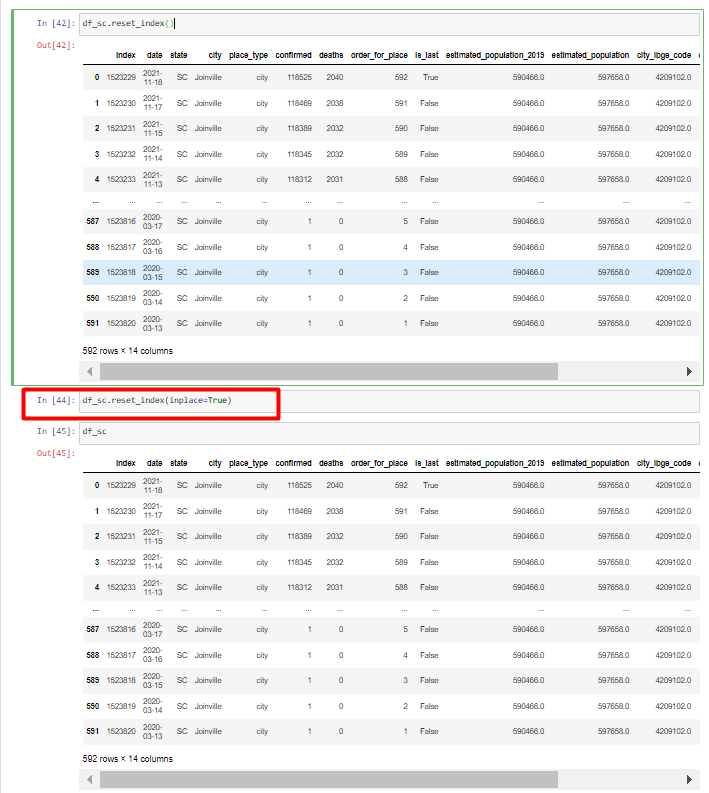 In [42]: df_sc.reset_index()
Out[42]:
index date state city place_type confirmed deaths order_for_place is_last estimated_population_2019 estimated_population city_ibge_code
0 1523229 2021-11-18 SC Joinville city 118525 2040 592 True 590466.0 597658.0 4209102.0
1 1523230 2021-11-17 SC Joinville city 118469 2038 591 False 590466.0 597658.0 4209102.0
2 1523231 2021-11-15 SC Joinville city 118389 2032 590 False 590466.0 597658.0 4209102.0
3 1523232 2021-11-14 SC Joinville city 118345 2032 589 False 590466.0 597658.0 4209102.0
4 1523233 2021-11-13 SC Joinville city 118312 2031 588 False 590466.0 597658.0 4209102.0
... ... ... ... ... ... ... ... ... ... ... ... ...
587 1523816 2020-03-17 SC Joinville city 1 0 5 False 590466.0 597658.0 4209102.0
588 1523817 2020-03-16 SC Joinville city 1 0 4 False 590466.0 597658.0 4209102.0
589 1523818 2020-03-15 SC Joinville city 1 0 3 False 590466.0 597658.0 4209102.0
590 1523819 2020-03-14 SC Joinville city 1 0 2 False 590466.0 597658.0 4209102.0
591 1523820 2020-03-13 SC Joinville city 1 0 1 False 590466.0 597658.0 4209102.0
592 rows × 14 columns
In [44]: df_sc.reset_index(inplace=True)
In [45]: df_sc
Out[45]:
index date state city place_type confirmed deaths order_for_place is_last estimated_population_2019 estimated_population city_ibge_code
0 1523229 2021-11-18 SC Joinville city 118525 2040 592 True 590466.0 597658.0 4209102.0
1 1523230 2021-11-17 SC Joinville city 118469 2038 591 False 590466.0 597658.0 4209102.0
2 1523231 2021-11-15 SC Joinville city 118389 2032 590 False 590466.0 597658.0 4209102.0
3 1523232 2021-11-14 SC Joinville city 118345 2032 589 False 590466.0 597658.0 4209102.0
4 1523233 2021-11-13 SC Joinville city 118312 2031 588 False 590466.0 597658.0 4209102.0
... ... ... ... ... ... ... ... ... ... ... ... ...
587 1523816 2020-03-17 SC Joinville city 1 0 5 False 590466.0 597658.0 4209102.0
588 1523817 2020-03-16 SC Joinville city 1 0 4 False 590466.0 597658.0 4209102.0
589 1523818 2020-03-15 SC Joinville city 1 0 3 False 590466.0 597658.0 4209102.0
590 1523819 2020-03-14 SC Joinville city 1 0 2 False 590466.0 597658.0 4209102.0
591 1523820 2020-03-13 SC Joinville city 1 0 1 False 590466.0 597658.0 4209102.0
592 rows × 14 columns